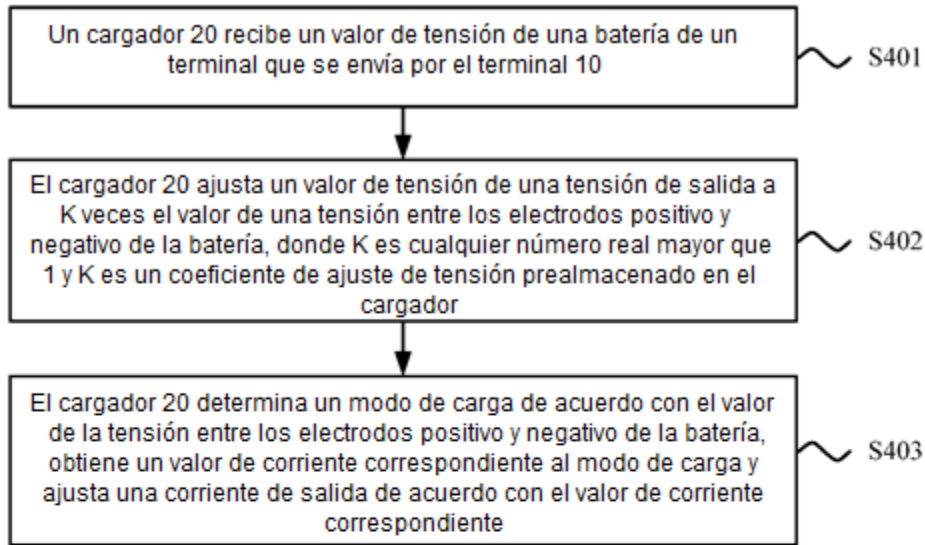 Un cargador 20 recibe un valor de tensión de una batería de un
terminal que se envía por el terminal 10
S401
El cargador 20 ajusta un valor de tensión de una tensión de salida a
K veces el valor de una tensión entre los electrodos positivo y
negativo de la batería, donde K es cualquier número real mayor que
1 y K es un coeficiente de ajuste de tensión prealmacenado en el
cargador
S402
El cargador 20 determina un modo de carga de acuerdo con el valor
de la tensión entre los electrodos positivo y negativo de la batería,
obtiene un valor de corriente correspondiente al modo de carga y
ajusta una corriente de salida de acuerdo con el valor de corriente
correspondiente
S403